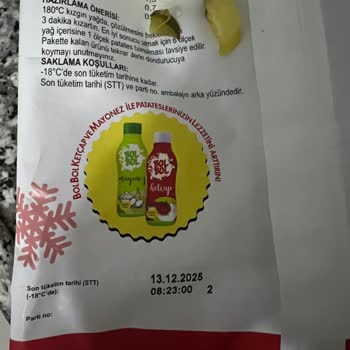 HAZIRLAMA ÖNERİSİ:
180°C kızgın yağda, çözülmesini
3 dakika kızartın. En iyi sonucu almak için 6 ölçek
yağ içerisine 1 ölçek patates konulması tavsiye edilir.
Pakette kalan ürünü tekrar derin dondurucuya
koymayı unutmayınız.
SAKLAMA KOŞULLARI:
-18°C'de son tüketim tarihine kadar.
Son tüketim tarihi (STT) ve parti no. ambalajın arka yüzündedir.
BOL BOL KETÇAP VE MAYONEZ İLE PATATESLERİNİZİN LEZZETİNİ ARTTIRIN!
BOL BOL
mayonez
BOL BOL
ketçap
Son tüketim tarihi (STT)
(-18°C'de):
13.12.2025
08:23:00 2
Parti no: